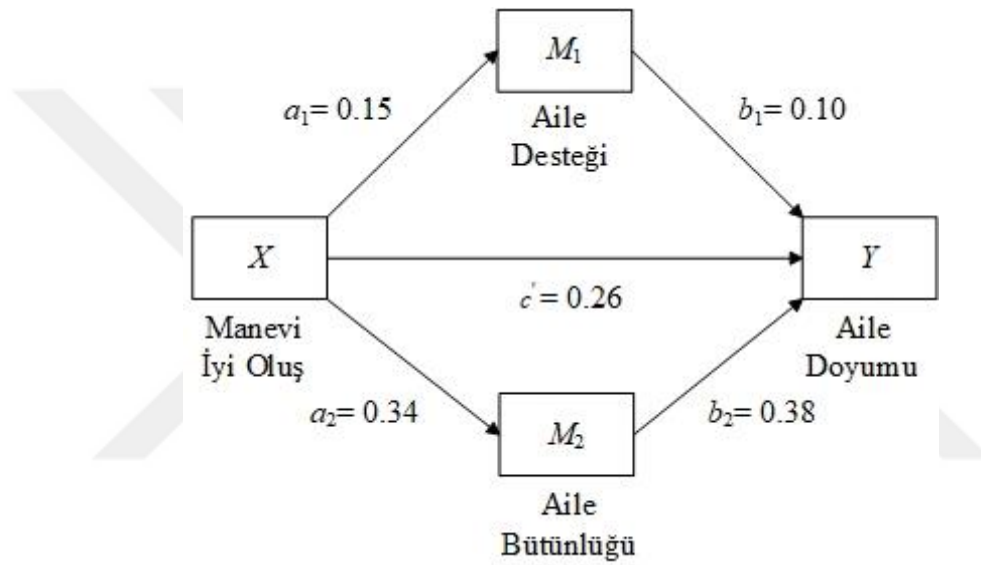 M₁
a₁= 0.15
b₁= 0.10
Aile
Desteği
X
Y
c'= 0.26
Manevi
İyi Oluş
Aile
Doyumu
a₂= 0.34
b₂= 0.38
M₂
Aile
Bütünlüğü